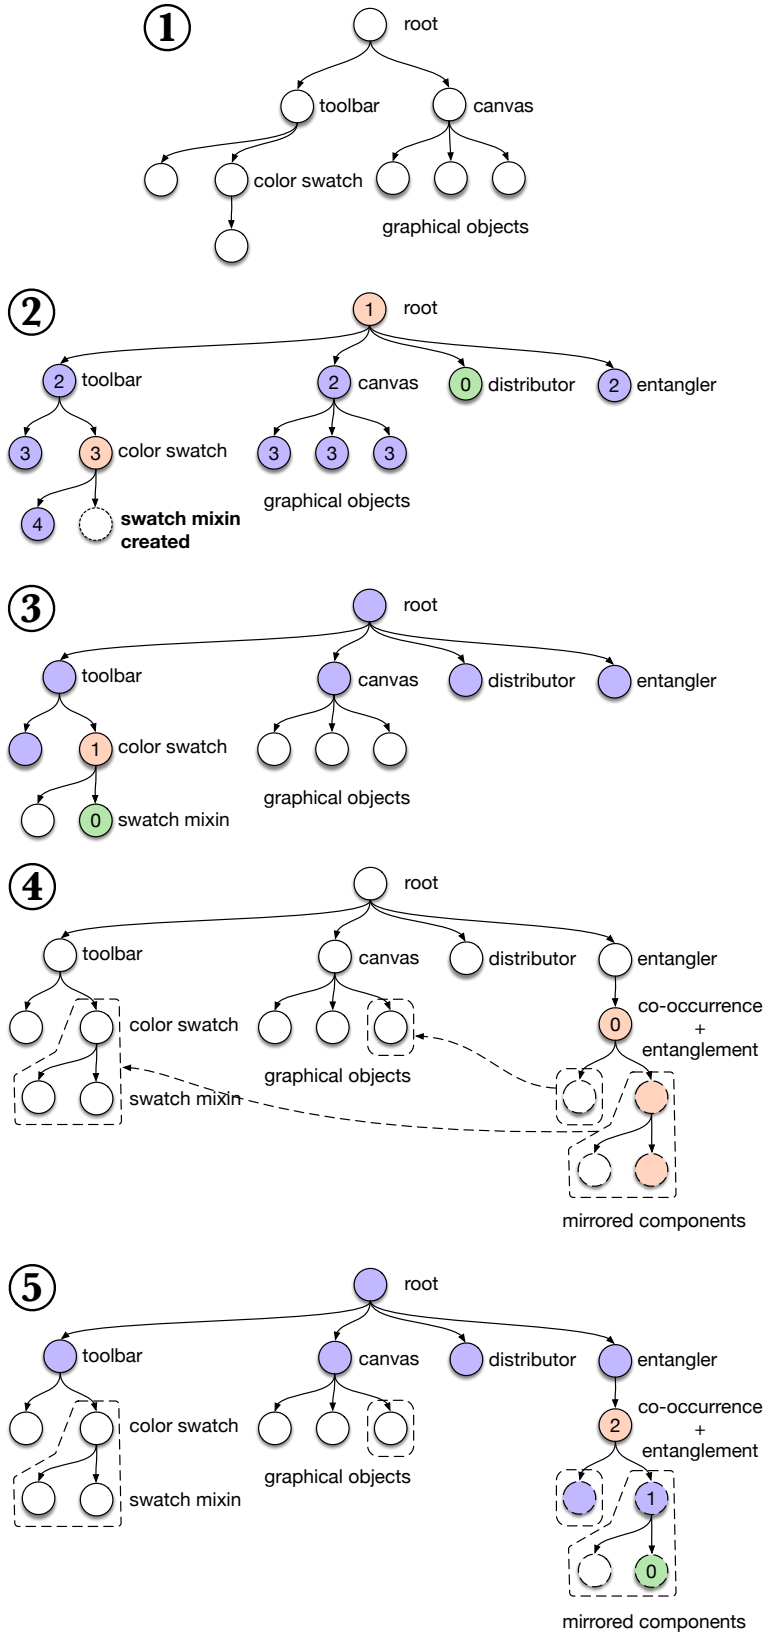 1
root
toolbar
canvas
color swatch
graphical objects
2
1
root
2
toolbar
2
canvas
0
distributor
2
entangler
3
3
color swatch
3
3
3
graphical objects
4
swatch mixin
created
3
root
toolbar
canvas
distributor
entangler
1
color swatch
graphical objects
0
swatch mixin
4
root
toolbar
canvas
distributor
entangler
color swatch
graphical objects
0
co-occurrence
+
entanglement
swatch mixin
mirrored components
5
root
toolbar
canvas
distributor
entangler
color swatch
graphical objects
2
co-occurrence
+
entanglement
swatch mixin
1
0
mirrored components